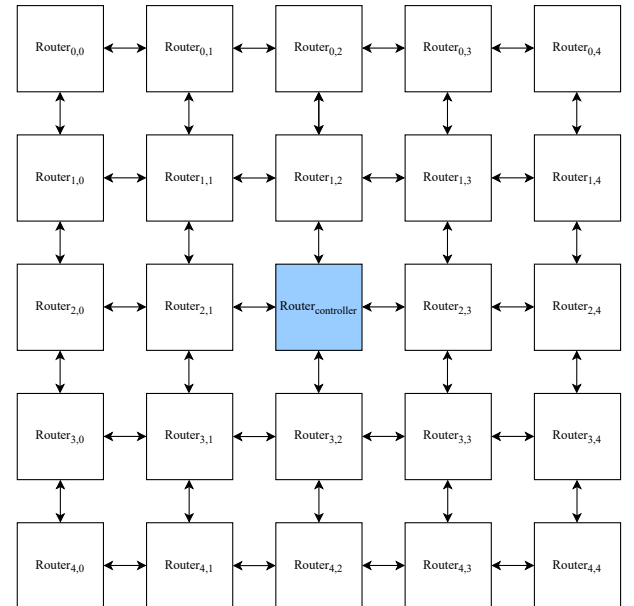 Router0,0 Router0,1 Router0,2 Router0,3 Router0,4
Router1,0 Router1,1 Router1,2 Router1,3 Router1,4
Router2,0 Router2,1 Routercontroller Router2,3 Router2,4
Router3,0 Router3,1 Router3,2 Router3,3 Router3,4
Router4,0 Router4,1 Router4,2 Router4,3 Router4,4